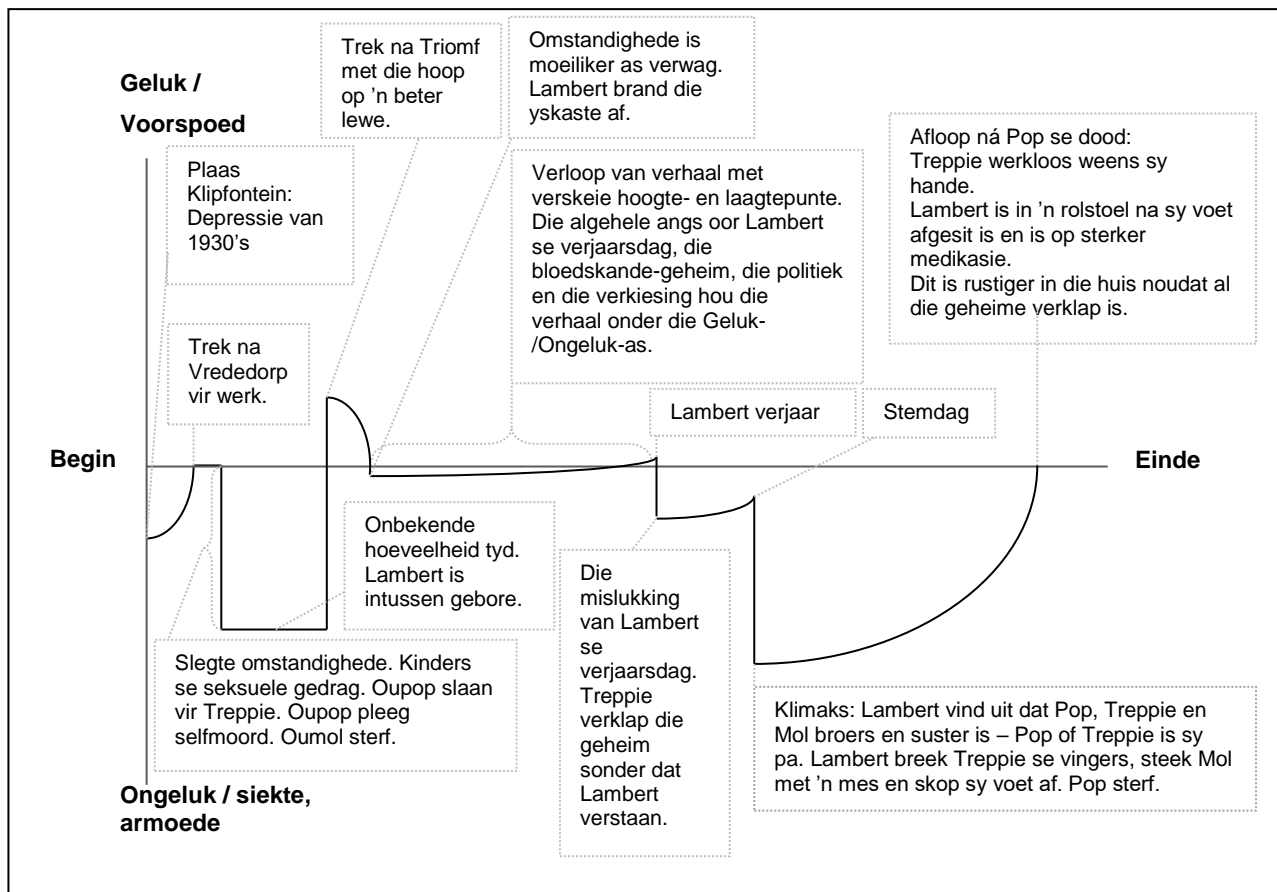 Geluk /
Voorspoed
Trek na Triomf
met die hoop
op 'n beter
lewe.
Omstandighede is
moeiliker as verwag.
Lambert brand die
yskaste af.
Plaas
Klipfontein:
Depressie van
1930's
Verloop van verhaal met
verskeie hoogte- en laagtepunte.
Die algehele angs oor Lambert
se verjaarsdag, die
bloedskande-geheim, die politiek
en die verkiesing hou die
verhaal onder die Geluk-
/Ongeluk-as.
Afloop ná Pop se dood:
Treppie werkloos weens sy
hande.
Lambert is in 'n rolstoel na sy voet
afgesit is en is op sterker
medikasie.
Dit is rustiger in die huis noudat al
die geheime verklap is.
Trek na
Vrededorp
vir werk.
Lambert verjaar
Stemdag
Begin
Einde
Onbekende
hoeveelheid tyd.
Lambert is
intussen gebore.
Slegte omstandighede. Kinders
se seksuele gedrag. Oupop slaan
vir Treppie. Oupop pleeg
selfmoord. Oumol sterf.
Die
mislukking
van Lambert
se
verjaarsdag.
Treppie
verklap die
geheim
sonder dat
Lambert
verstaan.
Klimaks: Lambert vind uit dat Pop, Treppie en
Mol broers en suster is – Pop of Treppie is sy
pa. Lambert breek Treppie se vingers, steek Mol
met 'n mes en skop sy voet af. Pop sterf.
Ongeluk / siekte,
armoede